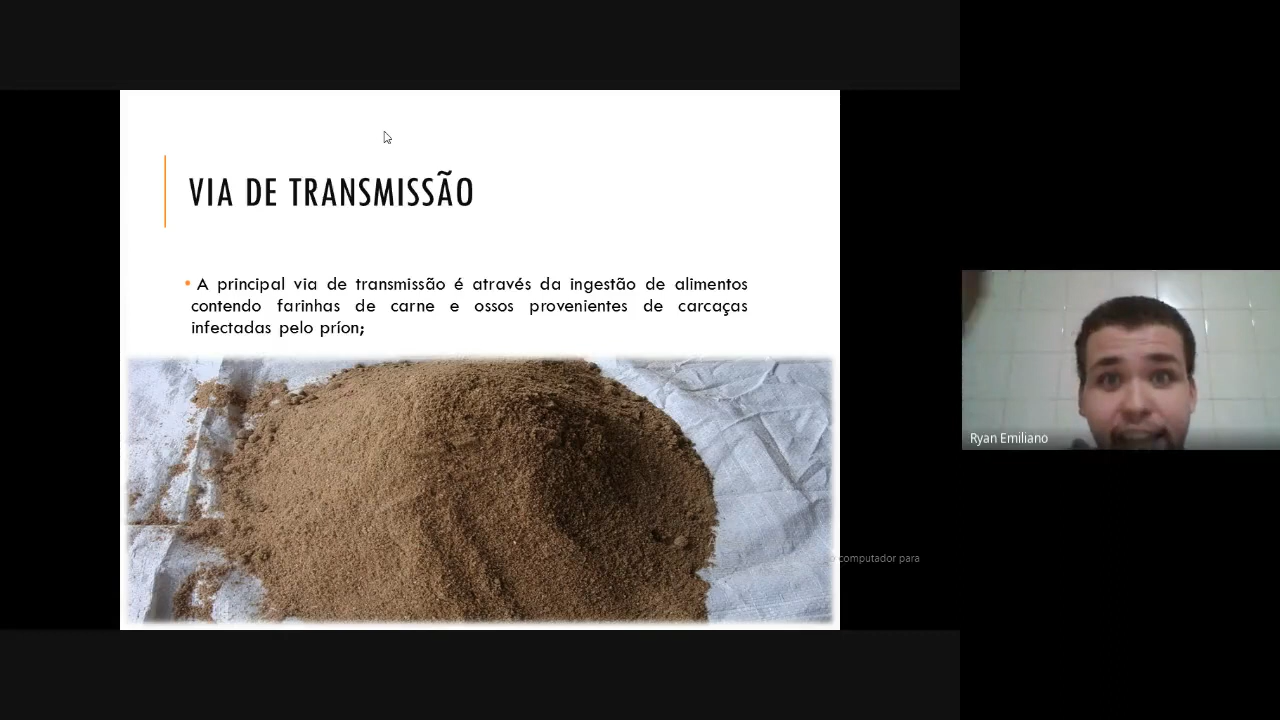 VIA DE TRANSMISSÃO
• A principal via de transmissão é através da ingestão de alimentos
contendo farinhas de carne e ossos provenientes de carcaças
infectadas pelo príon;
Ryan Emiliano
computador para